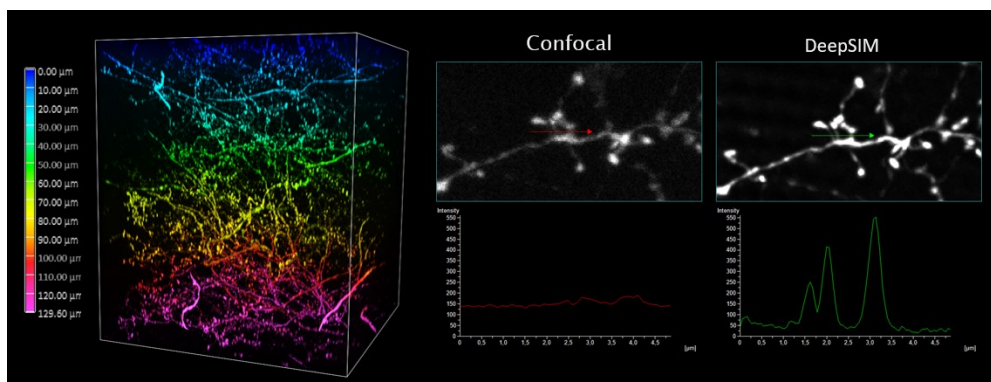 Confocal
DeepSIM
0.00 µm
10.00 µm
20.00 µm
30.00 µm
40.00 µm
50.00 µm
60.00 µm
70.00 µm
80.00 µm
90.00 µm
100.00 µm
110.00 µm
120.00 µm
129.60 µm
Intensity
550
500
450
400
350
300
250
200
150
100
50
0
0 0.5 1.0 1.5 2.0 2.5 3.0 3.5 4.0 4.5
[µm]
Intensity
550
500
450
400
350
300
250
200
150
100
50
0
0 0.5 1.0 1.5 2.0 2.5 3.0 3.5 4.0 4.5
[µm]